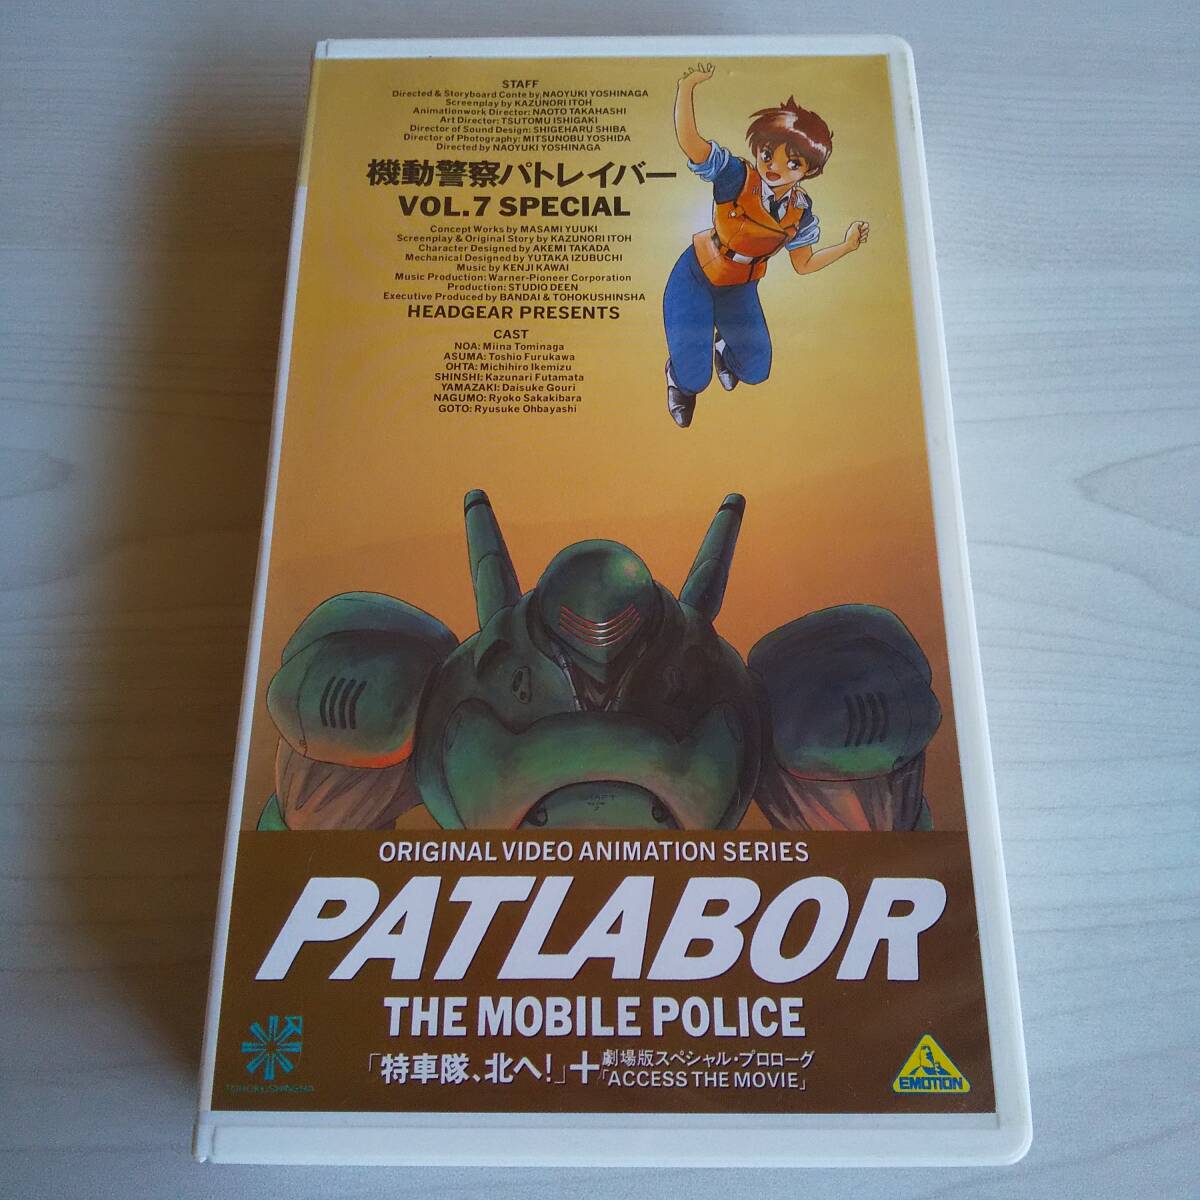 STAFF
Directed & Storyboard Conte by, NAOYUKI YOSHINAGA
Screenplay by KAZUNORI ITOH
Animationwork Director: NAOTO TAKAHASHI
Art Director: TSUTOMU ISHIGAKI
Director of Sound Design: SHIGEHARU SHIBA
Director of Photography: MITSUNOBU YOSHIDA
Directed by NAOYUKI YOSHINAGA
機動警察パトレイバー
VOL.7 SPECIAL
Concept Works by MASAMI YUUKI
Screenplay & Original Story by KAZUNORI ITOH
Character Designed by AKEMI TAKADA
Mechanical Designed by YUTAKA IZUBUCHI
Music by KENJI KAWAI
Music Production: Warner-Pioneer Corporation
Production: STUDIO DEEN
Executive Produced by BANDAI & TOHOKUSHINSHA
HEADGEAR PRESENTS
CAST
NOA: Miina Tominaga
ASUMA: Toshio Furukawa
OHTA: Michihiro Ikemizu
SHINSHI: Kazunari Futamata
YAMAZAKI: Daisuke Gouri
NAGUMO: Ryoko Sakakibara
GOTO: Ryusuke Ohbayashi
ORIGINAL VIDEO ANIMATION SERIES
PATLABOR
THE MOBILE POLICE
「特車隊、北へ!」+劇場版スペシャル・プロローグ
「ACCESS THE MOVIE」
TOHOKUSHINSHA
EMOTION